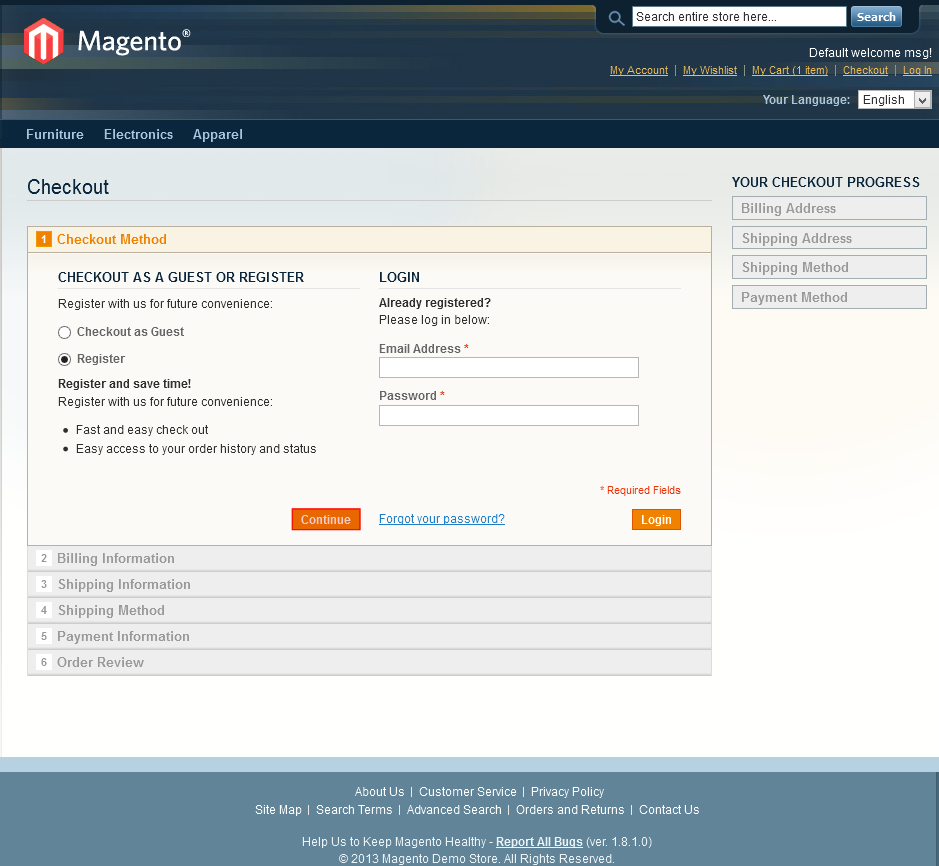 Search entire store here...
Search
Magento®
Default welcome msg!
My Account | My Wishlist | My Cart (1 item) | Checkout | Log In
Your Language: English
Furniture Electronics Apparel
Checkout
1 Checkout Method
CHECKOUT AS A GUEST OR REGISTER
Register with us for future convenience:
Checkout as Guest
Register
Register and save time!
Register with us for future convenience:
• Fast and easy check out
• Easy access to your order history and status
Continue
LOGIN
Already registered?
Please log in below:
Email Address *
Password *
* Required Fields
Forgot your password?
Login
2 Billing Information
3 Shipping Information
4 Shipping Method
5 Payment Information
6 Order Review
YOUR CHECKOUT PROGRESS
Billing Address
Shipping Address
Shipping Method
Payment Method
About Us | Customer Service | Privacy Policy
Site Map | Search Terms | Advanced Search | Orders and Returns | Contact Us
Help Us to Keep Magento Healthy - Report All Bugs (ver. 1.8.1.0)
© 2013 Magento Demo Store. All Rights Reserved.